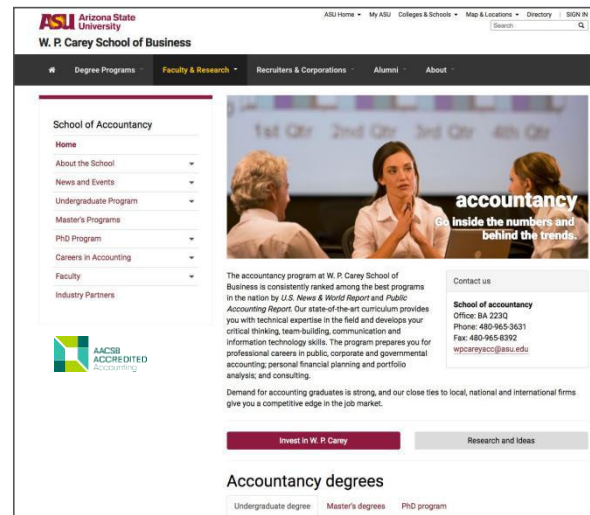 ASU Arizona State University
ASU Home My ASU Colleges & Schools Map & Locations Directory SIGN IN
Search
W. P. Carey School of Business
Degree Programs Faculty & Research Recruiters & Corporations Alumni About
School of Accountancy
Home
About the School
News and Events
Undergraduate Program
Master's Programs
PhD Program
Careers in Accounting
Faculty
Industry Partners
AACSB
ACCREDITED
Accounting
1st Qtr 2nd Qtr 3rd Qtr 4th Qtr
accountancy
Go inside the numbers and
behind the trends.
The accountancy program at W. P. Carey School of
Business is consistently ranked among the best programs
in the nation by U.S. News & World Report and Public
Accounting Report. Our state-of-the-art curriculum provides
you with technical expertise in the field and develops your
critical thinking, team-building, communication and
information technology skills. The program prepares you for
professional careers in public, corporate and governmental
accounting; personal financial planning and portfolio
analysis; and consulting.
Contact us
School of accountancy
Office: BA 223Q
Phone: 480-965-3631
Fax: 480-965-8392
wpcareyacc@asu.edu
Demand for accounting graduates is strong, and our close ties to local, national and international firms
give you a competitive edge in the job market.
Invest in W. P. Carey
Research and Ideas
Accountancy degrees
Undergraduate degree Master's degrees PhD program